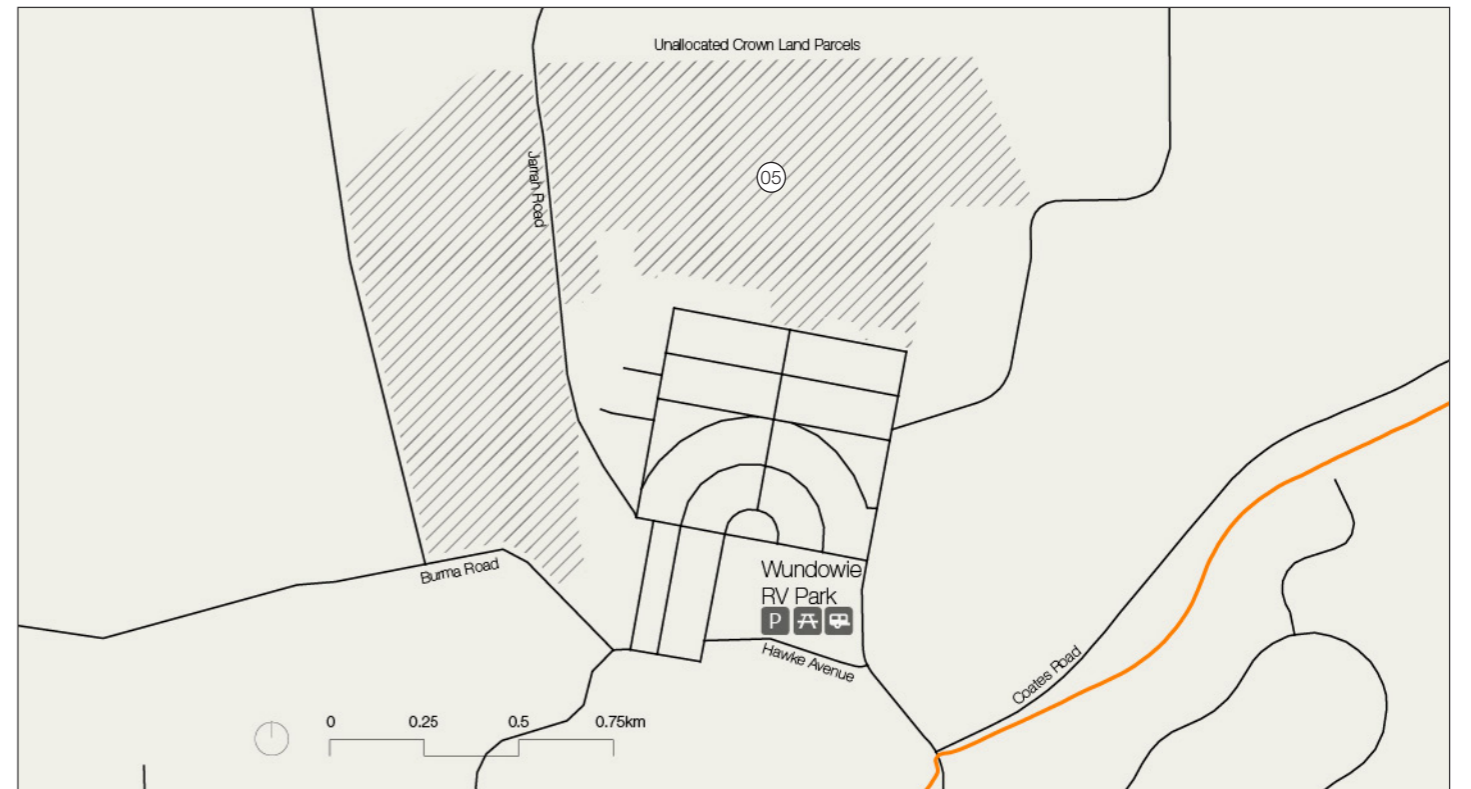 Unallocated Crown Land Parcels
05
Jarrah Road
Burma Road
Wundowie
RV Park
P
Hawke Avenue
Coates Road
0 0.25 0.5 0.75km